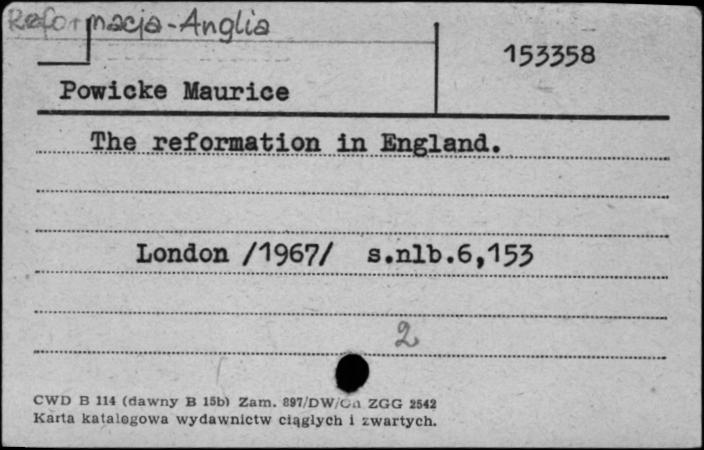 Reformacja-Anglia
153358
Powicke Maurice
The reformation in England.
London /1967/ s.nlb.6,153
2
CWD B 114 (dawny B 15b) Zam. 897/DW/ ZGG 2542
Karta katalogowa wydawnictw ciągłych i zwartych.